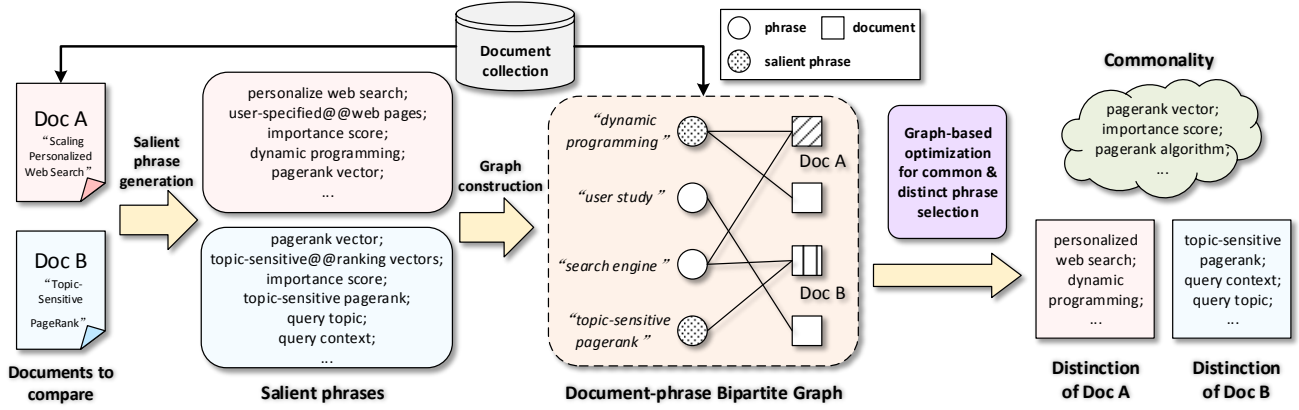 Document
collection
phrase
document
salient phrase
Doc A
“Scaling
Personalized
Web Search”
Doc B
“Topic-
Sensitive
PageRank”
Documents to
compare
Salient
phrase
generation
personalize web search;
user-specified@@web pages;
importance score;
dynamic programming;
pagerank vector;
...
pagerank vector;
topic-sensitive@@ranking vectors;
importance score;
topic-sensitive pagerank;
query topic;
query context;
...
Salient phrases
Graph
construction
“dynamic
programming ”
“user study ”
“search engine ”
“topic-sensitive
pagerank ”
Doc A
Doc B
Document-phrase Bipartite Graph
Graph-based
optimization
for common &
distinct phrase
selection
Commonality
pagerank vector;
importance score;
pagerank algorithm;
...
personalized
web search;
dynamic
programming;
...
Distinction
of Doc A
topic-sensitive
pagerank;
query context;
query topic;
...
Distinction
of Doc B